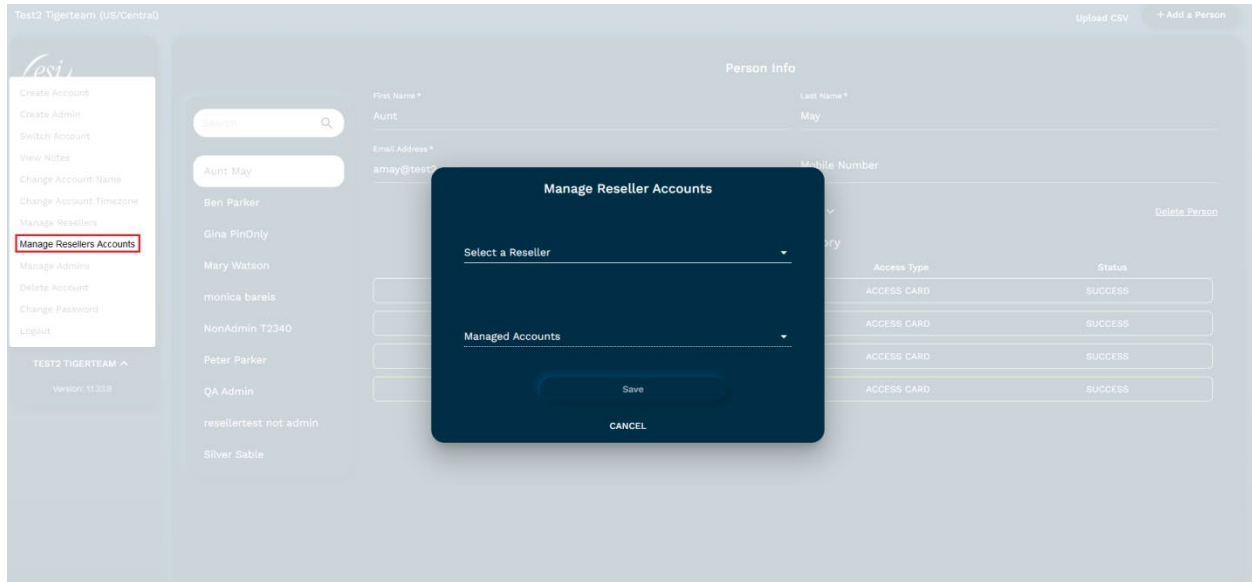 Test2 Tigerteam (US/Central)
Upload CSV
+ Add a Person
esi
Create Account
Create Admin
Switch Account
View Notes
Change Account Name
Change Account Timezone
Manage Resellers
Manage Resellers Accounts
Manage Admins
Delete Account
Change Password
Logout
TEST2 TIGERTEAM
Version: 1.1.33.9
Search
Aunt May
Ben Parker
Gina PinOnly
Mary Watson
monica bareis
NonAdmin T2340
Peter Parker
QA Admin
resellertest not admin
Silver Sable
Person Info
First Name *
Aunt
Last Name *
May
Email Address *
amay@test2
Mobile Number
Delete Person
ory
Access Type Status
ACCESS CARD SUCCESS
ACCESS CARD SUCCESS
ACCESS CARD SUCCESS
ACCESS CARD SUCCESS
Manage Reseller Accounts
Select a Reseller
Managed Accounts
Save
CANCEL